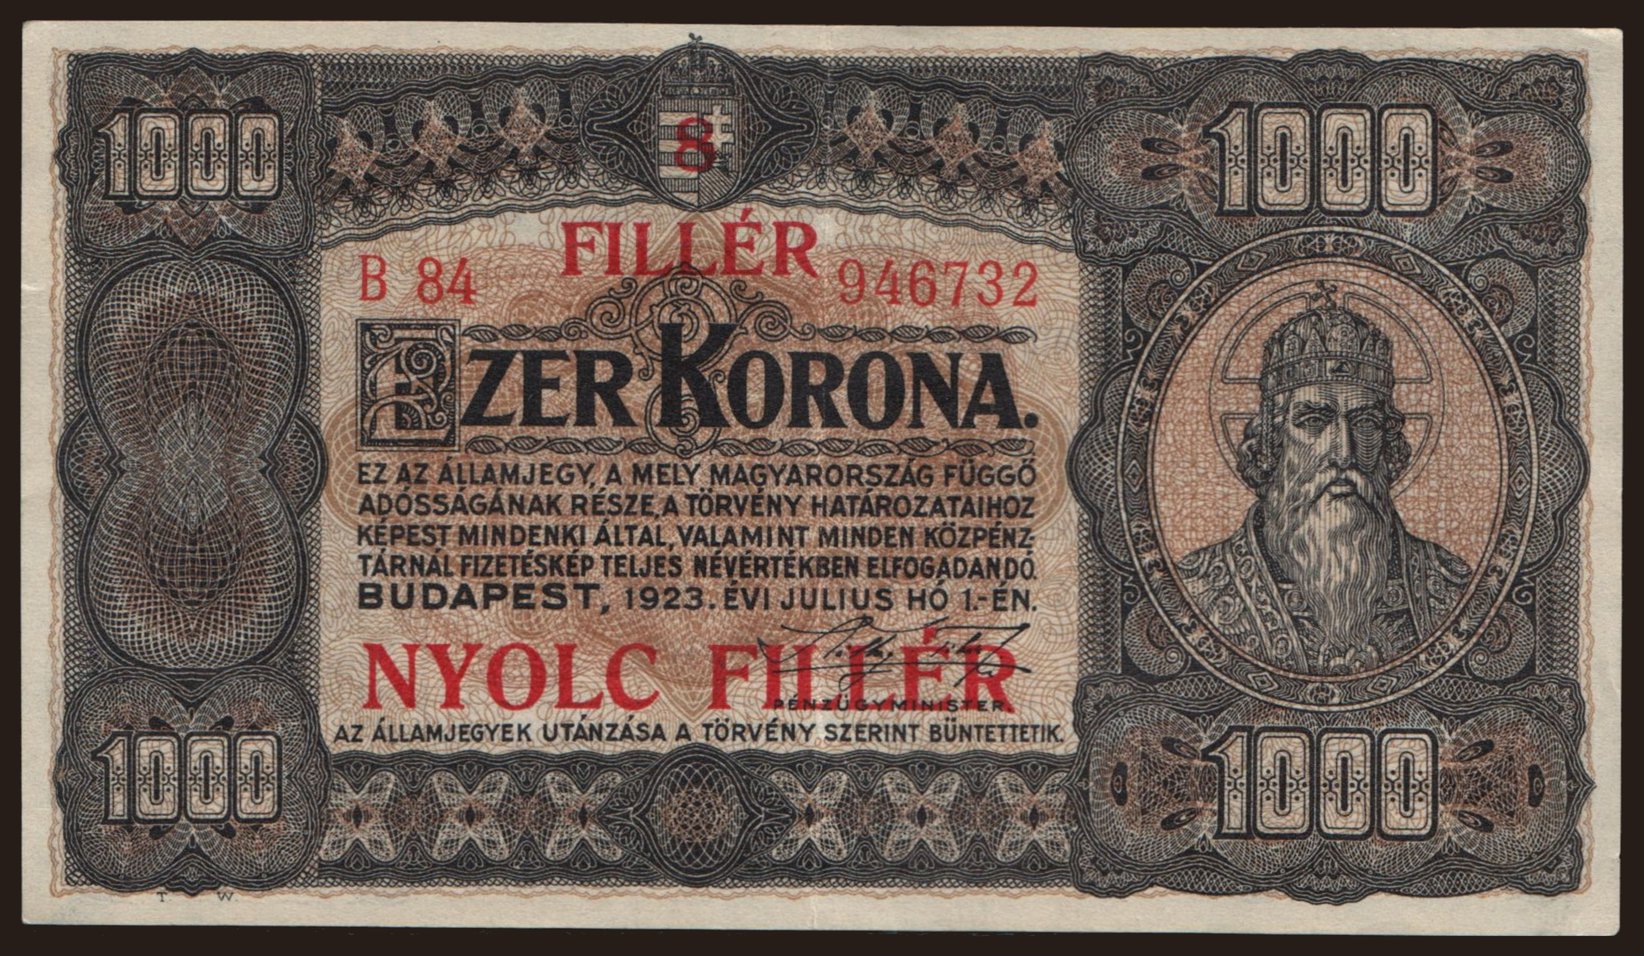 1000
1000
8
FILLÉR
B 84
946732
EZER KORONA.
EZ AZ ÁLLAMJEGY, A MELY MAGYARORSZÁG FÜGGŐ
ADÓSSÁGÁNAK RÉSZE, A TÖRVÉNY HATÁROZATAIHOZ
KÉPEST MINDENKI ÁLTAL, VALAMINT MINDEN KÖZPÉNZ-
TÁRNÁL FIZETÉSKÉP TELJES NÉVÉRTÉKBEN ELFOGADANDÓ.
BUDAPEST, 1923. ÉVI JULIUS HÓ 1.-ÉN.
NYOLC FILLÉR
PÉNZÜGYMINISTER
AZ ÁLLAMJEGYEK UTÁNZÁSA A TÖRVÉNY SZERINT BÜNTETTETIK.
1000
1000
T. W.